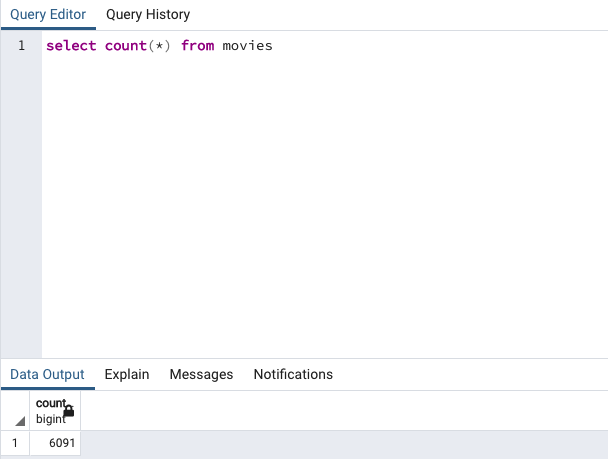 Query Editor Query History
1 select count(*) from movies
Data Output Explain Messages Notifications
count
bigint
1 6091